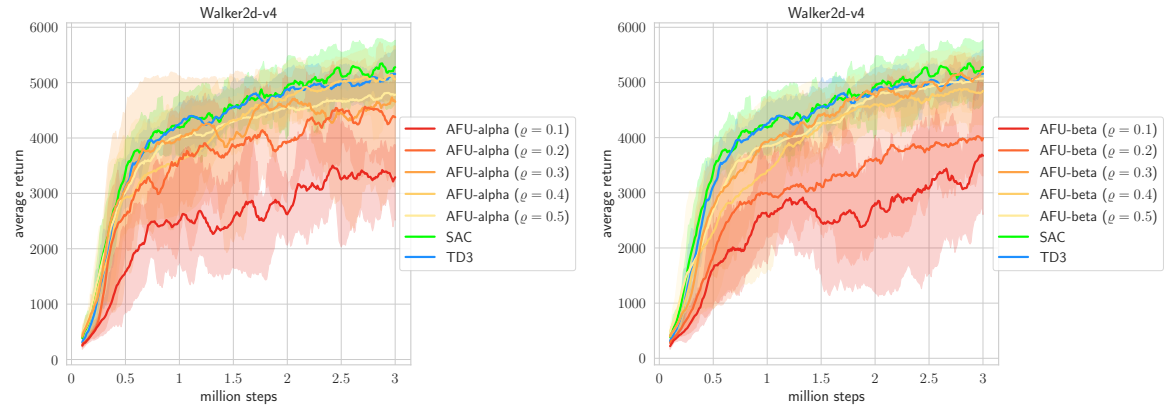 Walker2d-v4
6000
5000
4000
3000
2000
1000
0
average return
0
0.5
1
1.5
2
2.5
3
million steps
AFU-alpha (ϱ = 0.1)
AFU-alpha (ϱ = 0.2)
AFU-alpha (ϱ = 0.3)
AFU-alpha (ϱ = 0.4)
AFU-alpha (ϱ = 0.5)
SAC
TD3
Walker2d-v4
6000
5000
4000
3000
2000
1000
0
average return
0
0.5
1
1.5
2
2.5
3
million steps
AFU-beta (ϱ = 0.1)
AFU-beta (ϱ = 0.2)
AFU-beta (ϱ = 0.3)
AFU-beta (ϱ = 0.4)
AFU-beta (ϱ = 0.5)
SAC
TD3